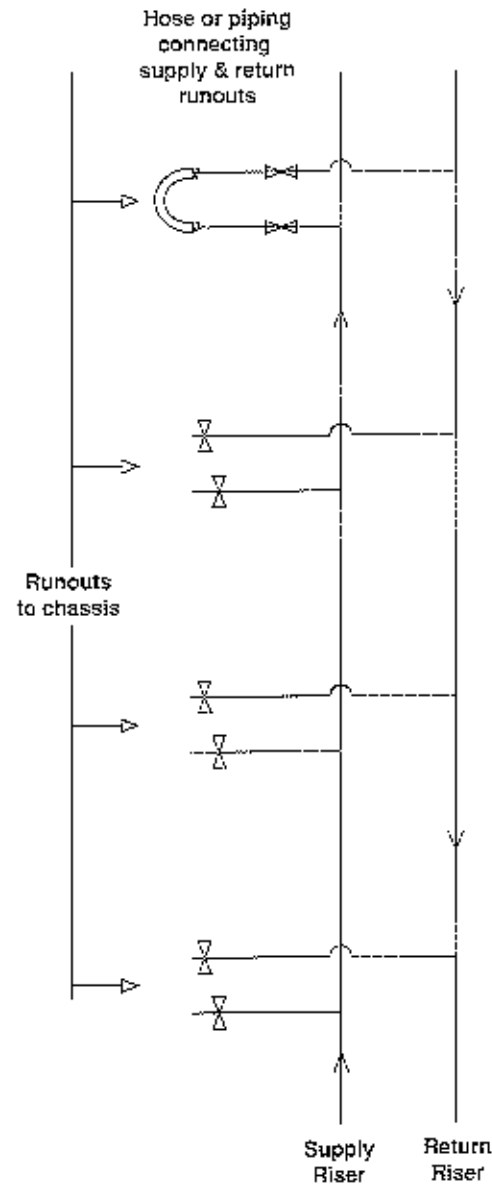 Hose or piping
connecting
supply & return
runouts
Runouts
to chassis
Supply
Riser
Return
Riser